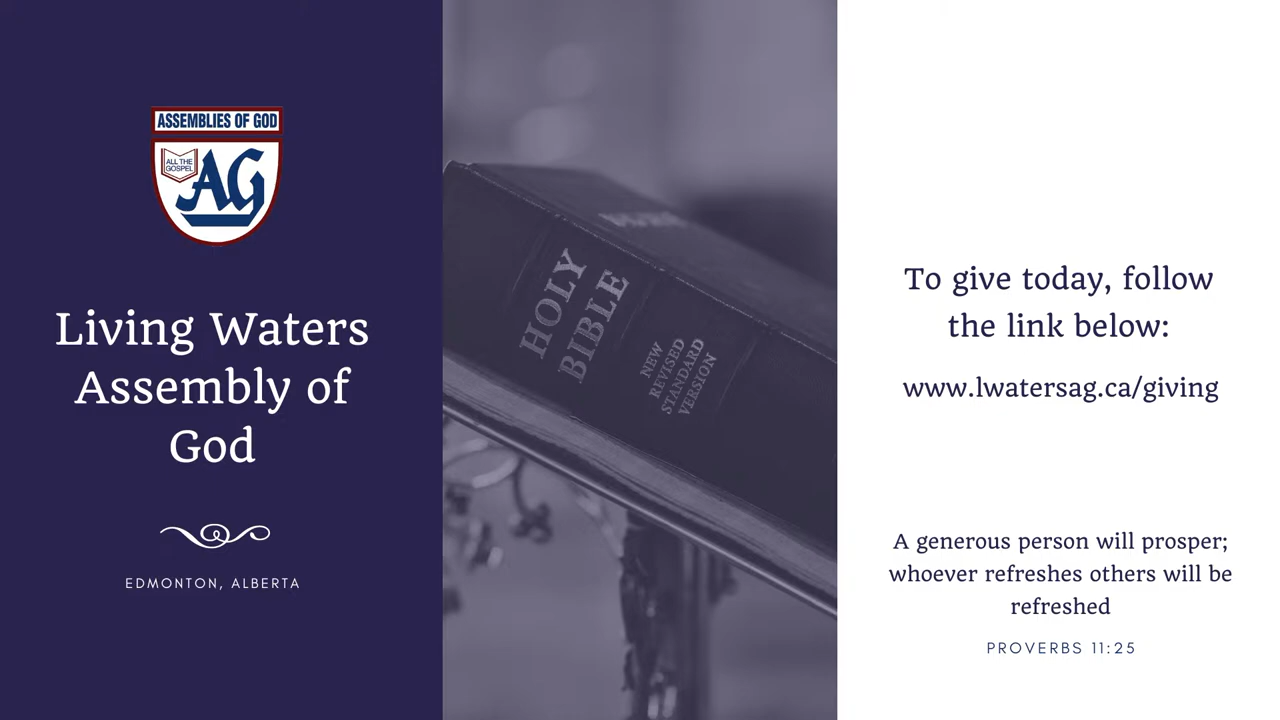 ASSEMBLIES OF GOD
ALL THE
GOSPEL
AG
Living Waters
Assembly of
God
EDMONTON, ALBERTA
HOLY
BIBLE
NEW
REVISED
STANDARD
VERSION
To give today, follow
the link below:
www.lwatersag.ca/giving
A generous person will prosper;
whoever refreshes others will be
refreshed
PROVERBS 11:25